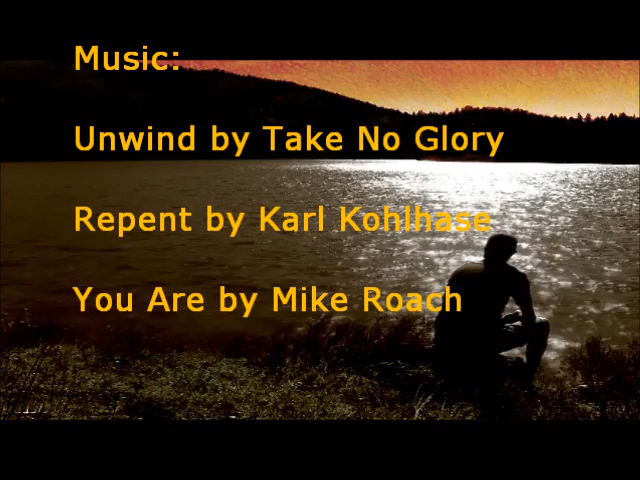 Music:
Unwind by Take No Glory
Repent by Karl Kohlhase
You Are by Mike Roach